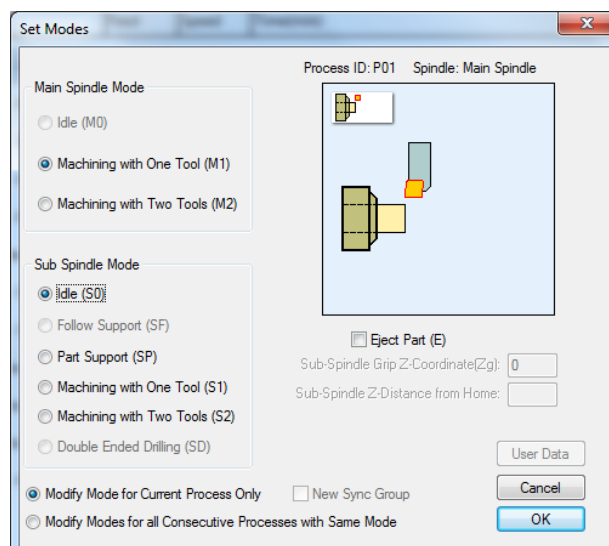 Set Modes
Process ID: P01 Spindle: Main Spindle
Main Spindle Mode
Idle (M0)
Machining with One Tool (M1)
Machining with Two Tools (M2)
Sub Spindle Mode
Idle (S0)
Follow Support (SF)
Part Support (SP)
Machining with One Tool (S1)
Machining with Two Tools (S2)
Double Ended Drilling (SD)
Eject Part (E)
Sub-Spindle Grip Z-Coordinate(Zg): 0
Sub-Spindle Z-Distance from Home:
User Data
Modify Mode for Current Process Only
New Sync Group
Cancel
Modify Modes for all Consecutive Processes with Same Mode
OK